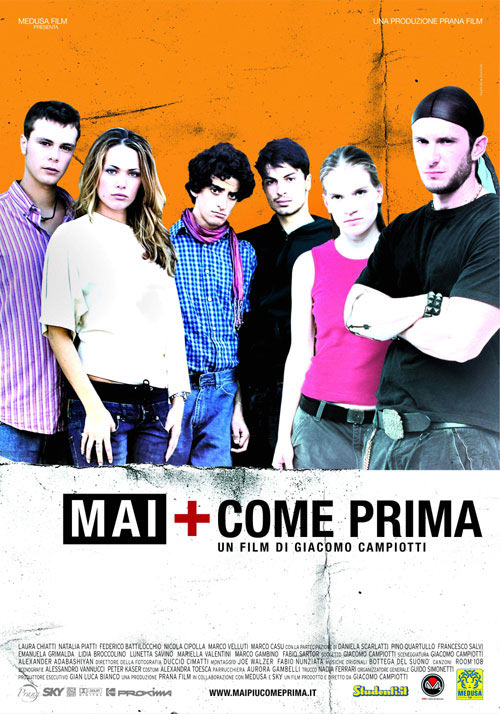 MEDUSA FILM
PRESENTA
UNA PRODUZIONE PRANA FILM
MAI + COME PRIMA
UN FILM DI GIACOMO CAMPIOTTI
LAURA CHIATTI NATALIA PIATTI FEDERICO BATTILOCCHIO NICOLA CIPOLLA MARCO VELLUTI MARCO CASU CON LA PARTECIPAZIONE DI DANIELA SCARLATTI PINO QUARTULLO FRANCESCO SALVI
EMANUELA GRIMALDA LIDIA BROCCOLINO LUNETTA SAVINO MARIELLA VALENTINI MARCO GAMBINO FABIO SARTOR SOGGETTO GIACOMO CAMPIOTTI SCENEGGIATURA GIACOMO CAMPIOTTI
ALEXANDER ADABASHIYAN DIRETTORE DELLA FOTOGRAFIA DUCCIO CIMATTI MONTAGGIO JOE WALZER FABIO NUNZIATA MUSICHE ORIGINALI BOTTEGA DEL SUONO CANZONI ROOM 108
SCENOGRAFIE ALESSANDRO VANNUCCI PETER KASER COSTUMI ALEXANDRA TOESCA PARRUCCHIERA AURORA GAMBELLI TRUCCO NADIA FERRARI ORGANIZZATORE GENERALE GUIDO SIMONETTI
PRODUTTORE ESECUTIVO GIAN LUCA BIANCO UNA PRODUZIONE PRANA FILM IN COLLABORAZIONE CON MEDUSA E SKY UN FILM PRODOTTO E DIRETTO DA GIACOMO CAMPIOTTI
Prana SKY PROXIMA
WWW.MAIPIUCOMEPRIMA.IT
Studenti.it
MEDUSA